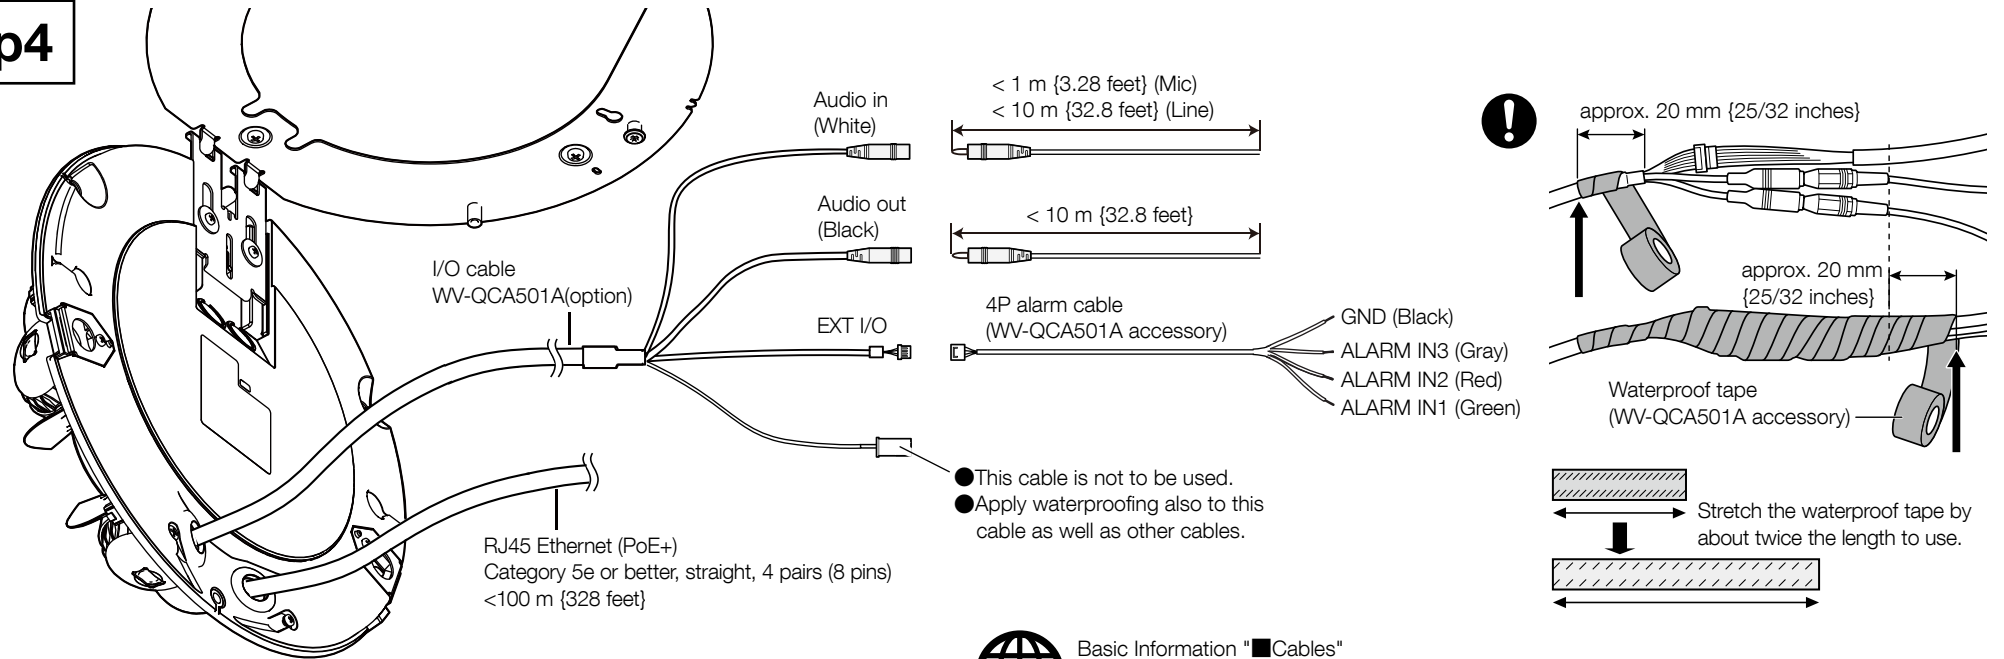 p4
Audio in
(White)
< 1 m {3.28 feet} (Mic)
< 10 m {32.8 feet} (Line)
Audio out
(Black)
< 10 m {32.8 feet}
I/O cable
WV-QCA501A(option)
EXT I/O
4P alarm cable
(WV-QCA501A accessory)
GND (Black)
ALARM IN3 (Gray)
ALARM IN2 (Red)
ALARM IN1 (Green)
●This cable is not to be used.
●Apply waterproofing also to this
cable as well as other cables.
RJ45 Ethernet (PoE+)
Category 5e or better, straight, 4 pairs (8 pins)
<100 m {328 feet}
approx. 20 mm {25/32 inches}
approx. 20 mm
{25/32 inches}
Waterproof tape
(WV-QCA501A accessory)
Stretch the waterproof tape by
about twice the length to use.
Basic Information "■Cables"